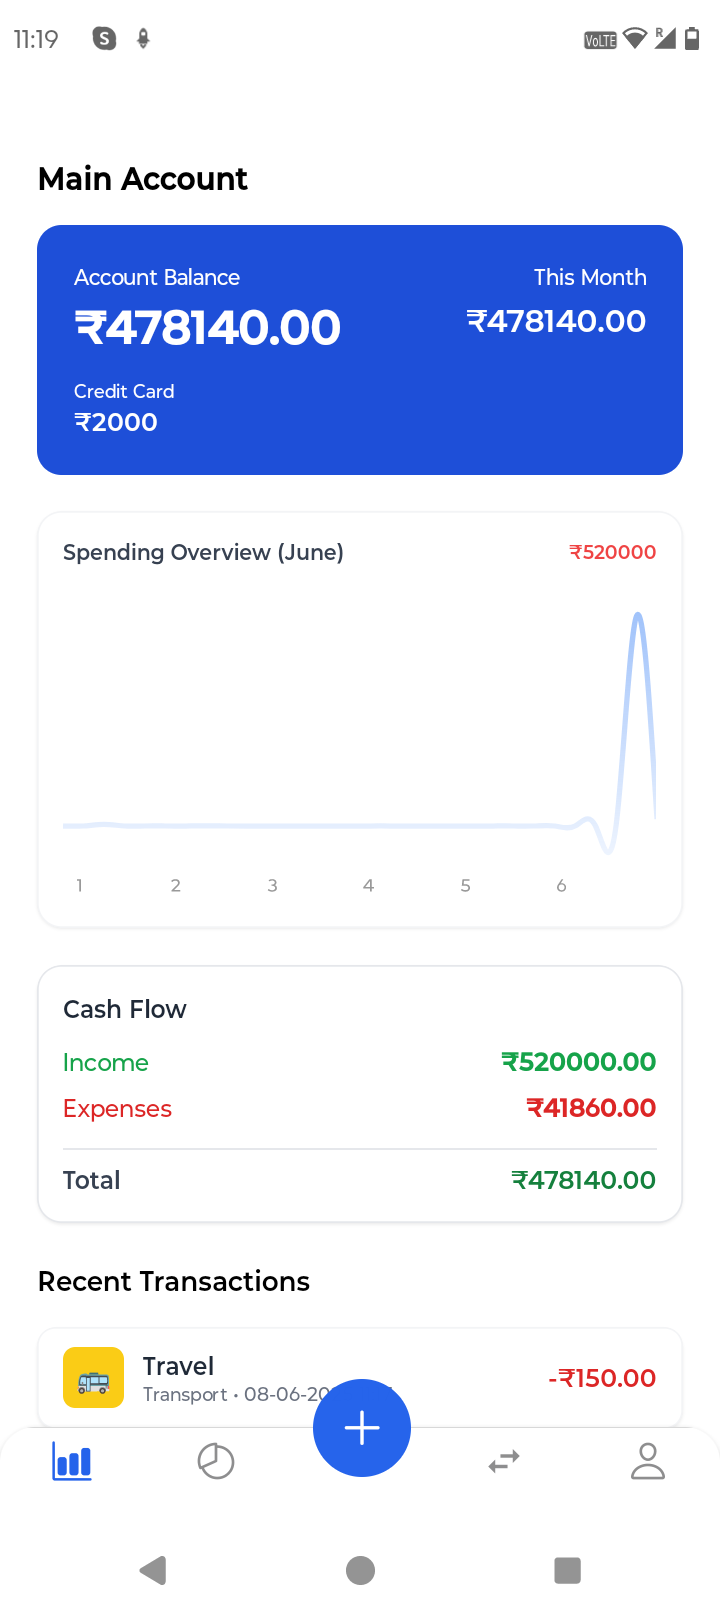 11:19
VoLTE
R
Main Account
Account Balance
This Month
₹478140.00
₹478140.00
Credit Card
₹2000
Spending Overview (June)
₹520000
1 2 3 4 5 6
Cash Flow
Income
₹520000.00
Expenses
₹41860.00
Total
₹478140.00
Recent Transactions
Travel
-₹150.00
Transport • 08-06-20